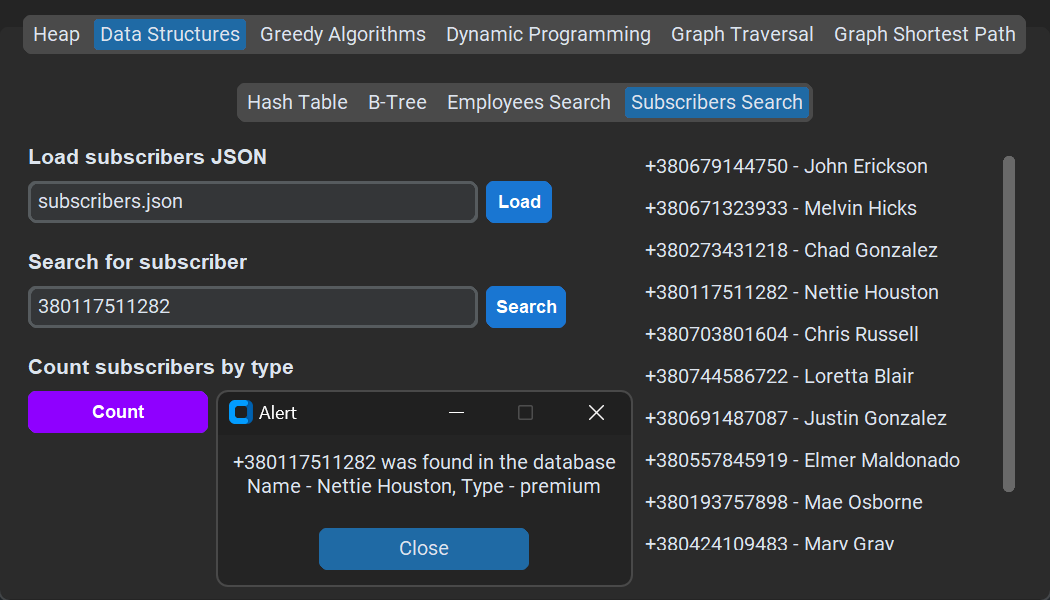 Heap Data Structures Greedy Algorithms Dynamic Programming Graph Traversal Graph Shortest Path
Hash Table B-Tree Employees Search Subscribers Search
Load subscribers JSON
subscribers.json Load
Search for subscriber
380117511282 Search
Count subscribers by type
Count
Alert
+380117511282 was found in the database
Name - Nettie Houston, Type - premium
Close
+380679144750 - John Erickson
+380671323933 - Melvin Hicks
+380273431218 - Chad Gonzalez
+380117511282 - Nettie Houston
+380703801604 - Chris Russell
+380744586722 - Loretta Blair
+380691487087 - Justin Gonzalez
+380557845919 - Elmer Maldonado
+380193757898 - Mae Osborne
+380424109483 - Mary Gray